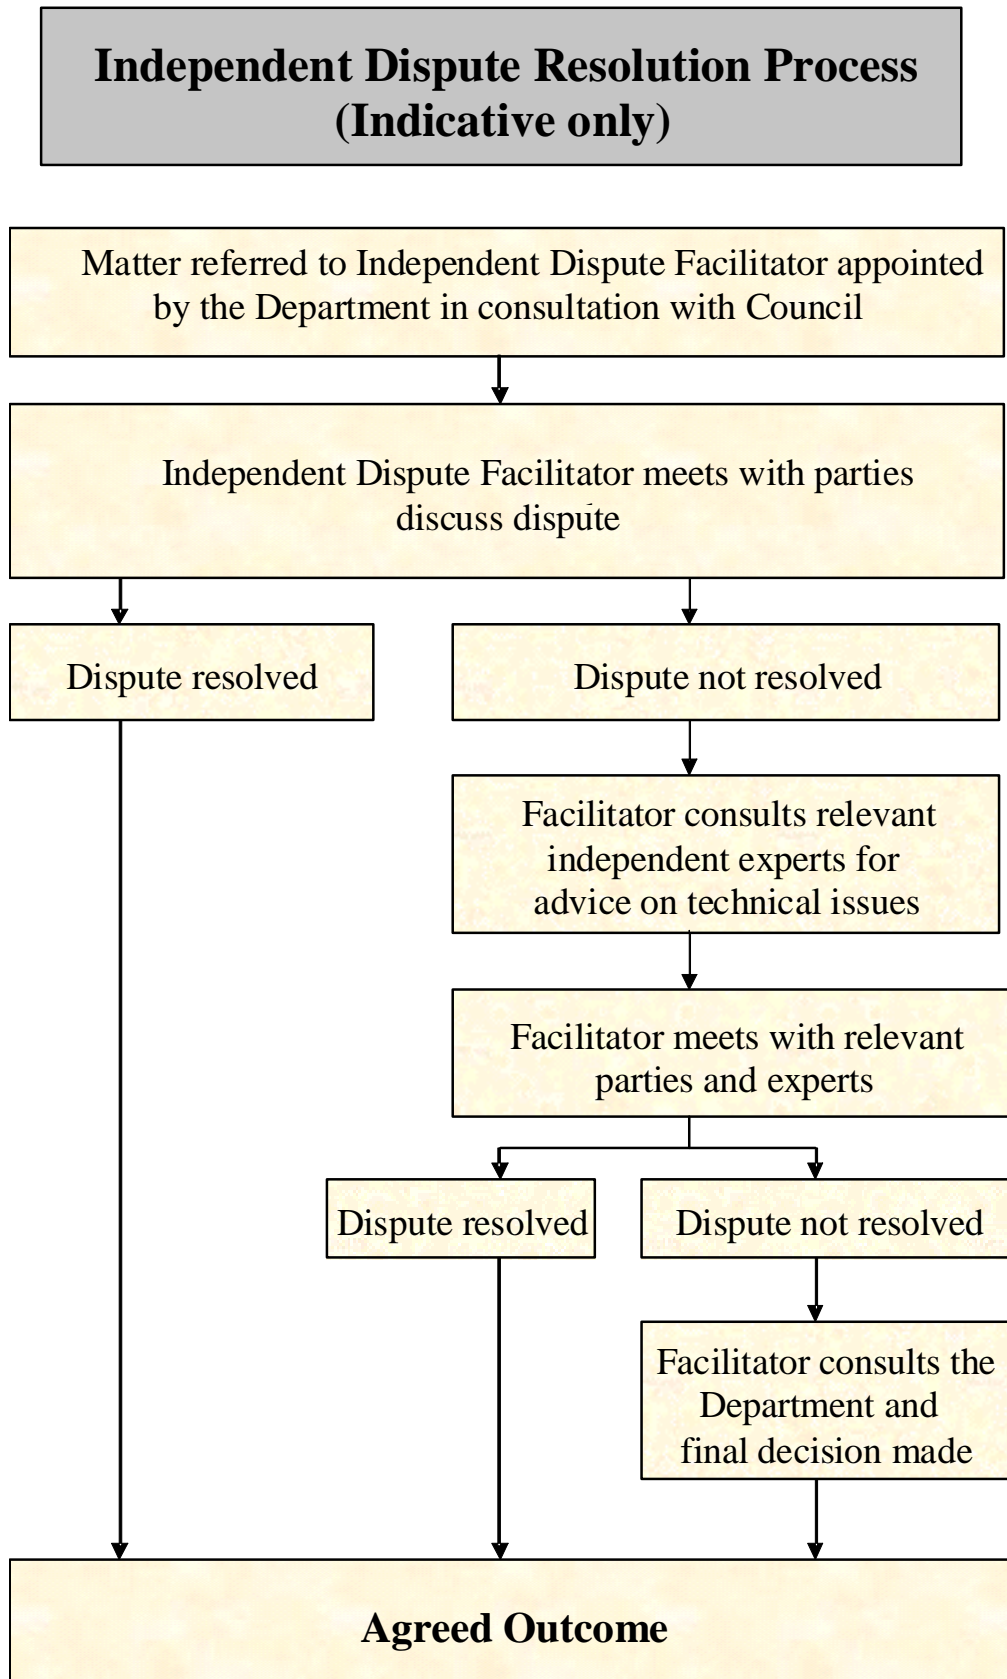 Independent Dispute Resolution Process
(Indicative only)
Matter referred to Independent Dispute Facilitator appointed
by the Department in consultation with Council
Independent Dispute Facilitator meets with parties
discuss dispute
Dispute resolved
Dispute not resolved
Facilitator consults relevant
independent experts for
advice on technical issues
Facilitator meets with relevant
parties and experts
Dispute resolved
Dispute not resolved
Facilitator consults the
Department and
final decision made
Agreed Outcome